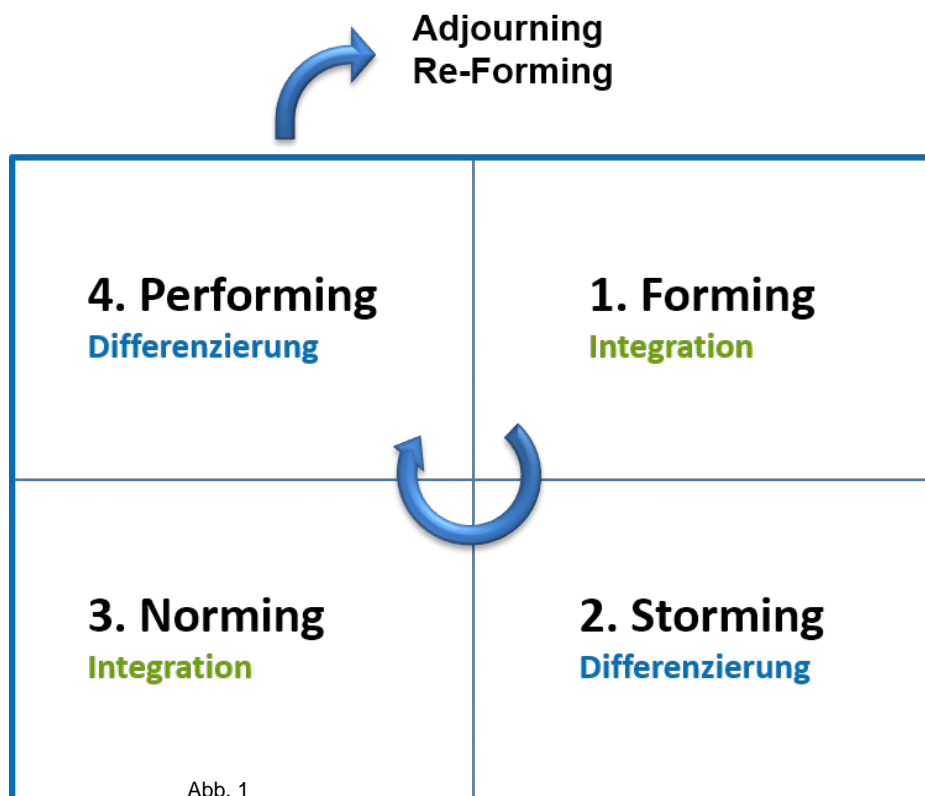 Adjourning
Re-Forming
4. Performing
Differenzierung
1. Forming
Integration
3. Norming
Integration
2. Storming
Differenzierung
Abb. 1